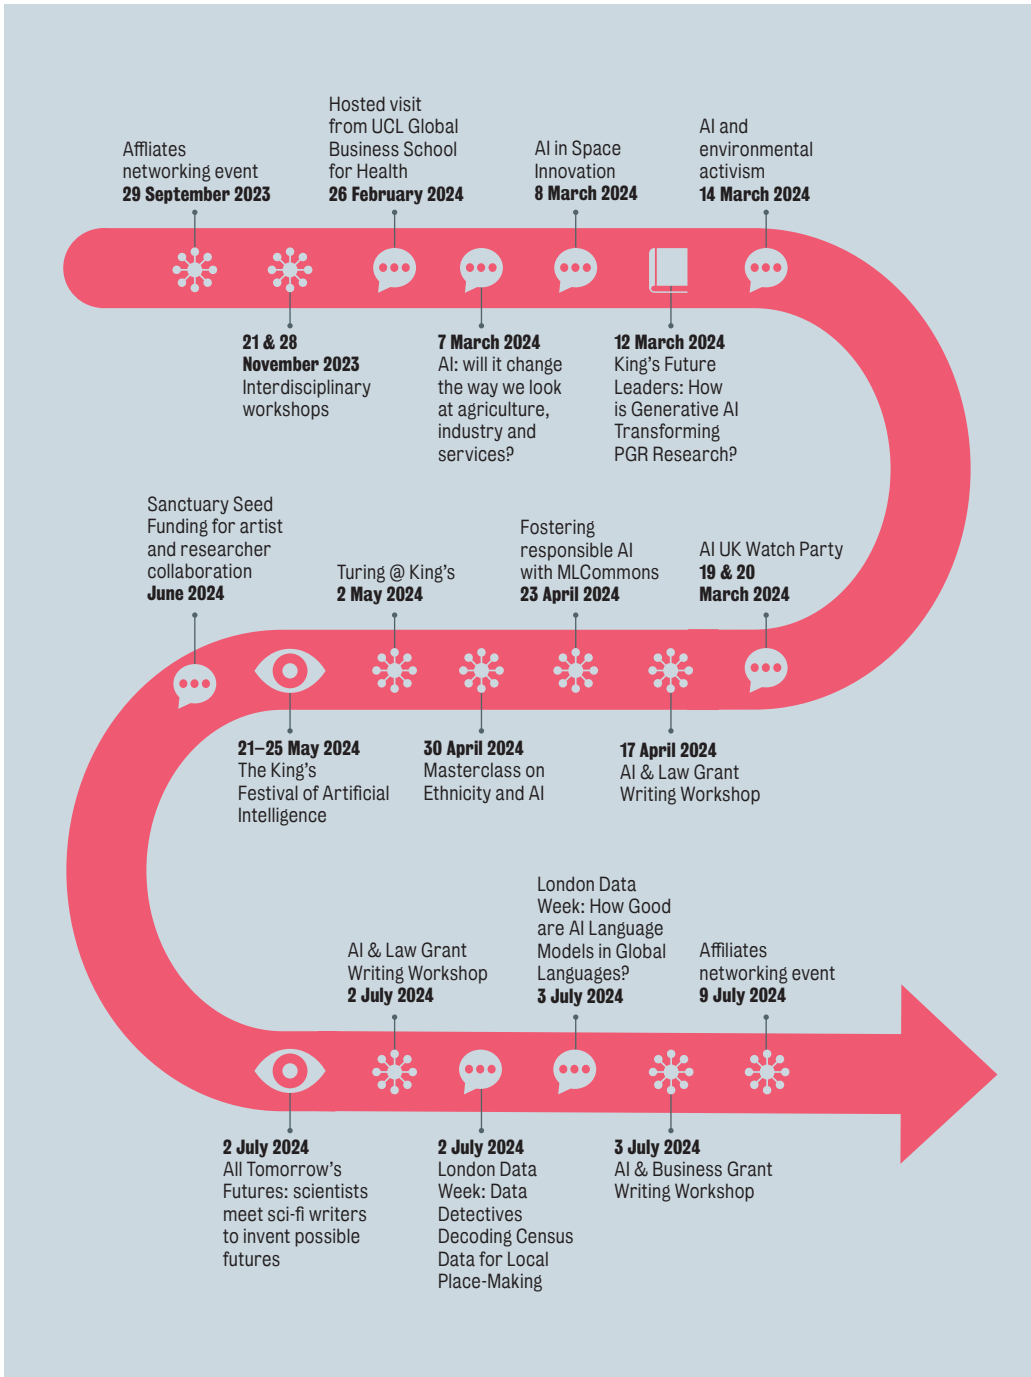 Affliates
networking event
29 September 2023
21 & 28
November 2023
Interdisciplinary
workshops
Hosted visit
from UCL Global
Business School
for Health
26 February 2024
7 March 2024
AI: will it change
the way we look
at agriculture,
industry and
services?
AI in Space
Innovation
8 March 2024
12 March 2024
King’s Future
Leaders: How
is Generative AI
Transforming
PGR Research?
AI and
environmental
activism
14 March 2024
AI UK Watch Party
19 & 20
March 2024
17 April 2024
AI & Law Grant
Writing Workshop
Fostering
responsible AI
with MLCommons
23 April 2024
30 April 2024
Masterclass on
Ethnicity and AI
Turing @ King’s
2 May 2024
21–25 May 2024
The King’s
Festival of Artificial
Intelligence
Sanctuary Seed
Funding for artist
and researcher
collaboration
June 2024
2 July 2024
All Tomorrow’s
Futures: scientists
meet sci-fi writers
to invent possible
futures
AI & Law Grant
Writing Workshop
2 July 2024
2 July 2024
London Data
Week: Data
Detectives
Decoding Census
Data for Local
Place-Making
London Data
Week: How Good
are AI Language
Models in Global
Languages?
3 July 2024
3 July 2024
AI & Business Grant
Writing Workshop
Affiliates
networking event
9 July 2024